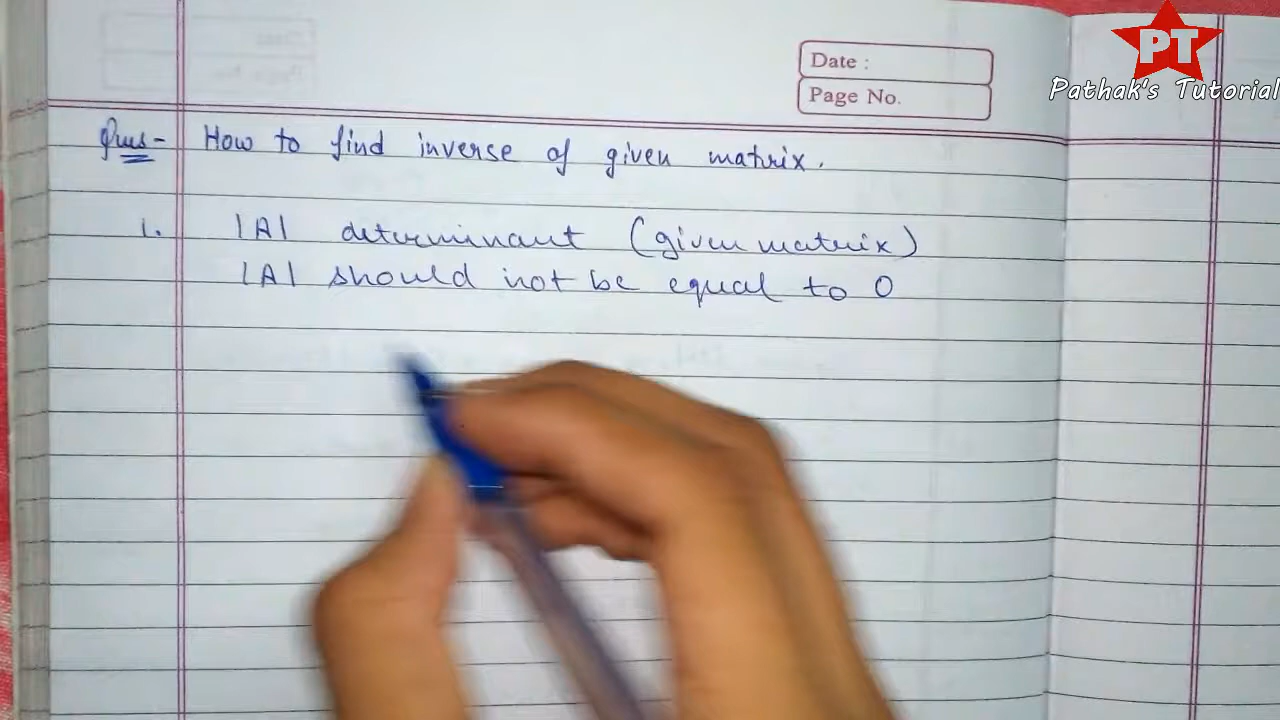 Date :
Page No.
PT
Pathak's Tutorial
Ques- How to find inverse of given matrix.
1. |A| determinant (given matrix)
|A| should not be equal to 0